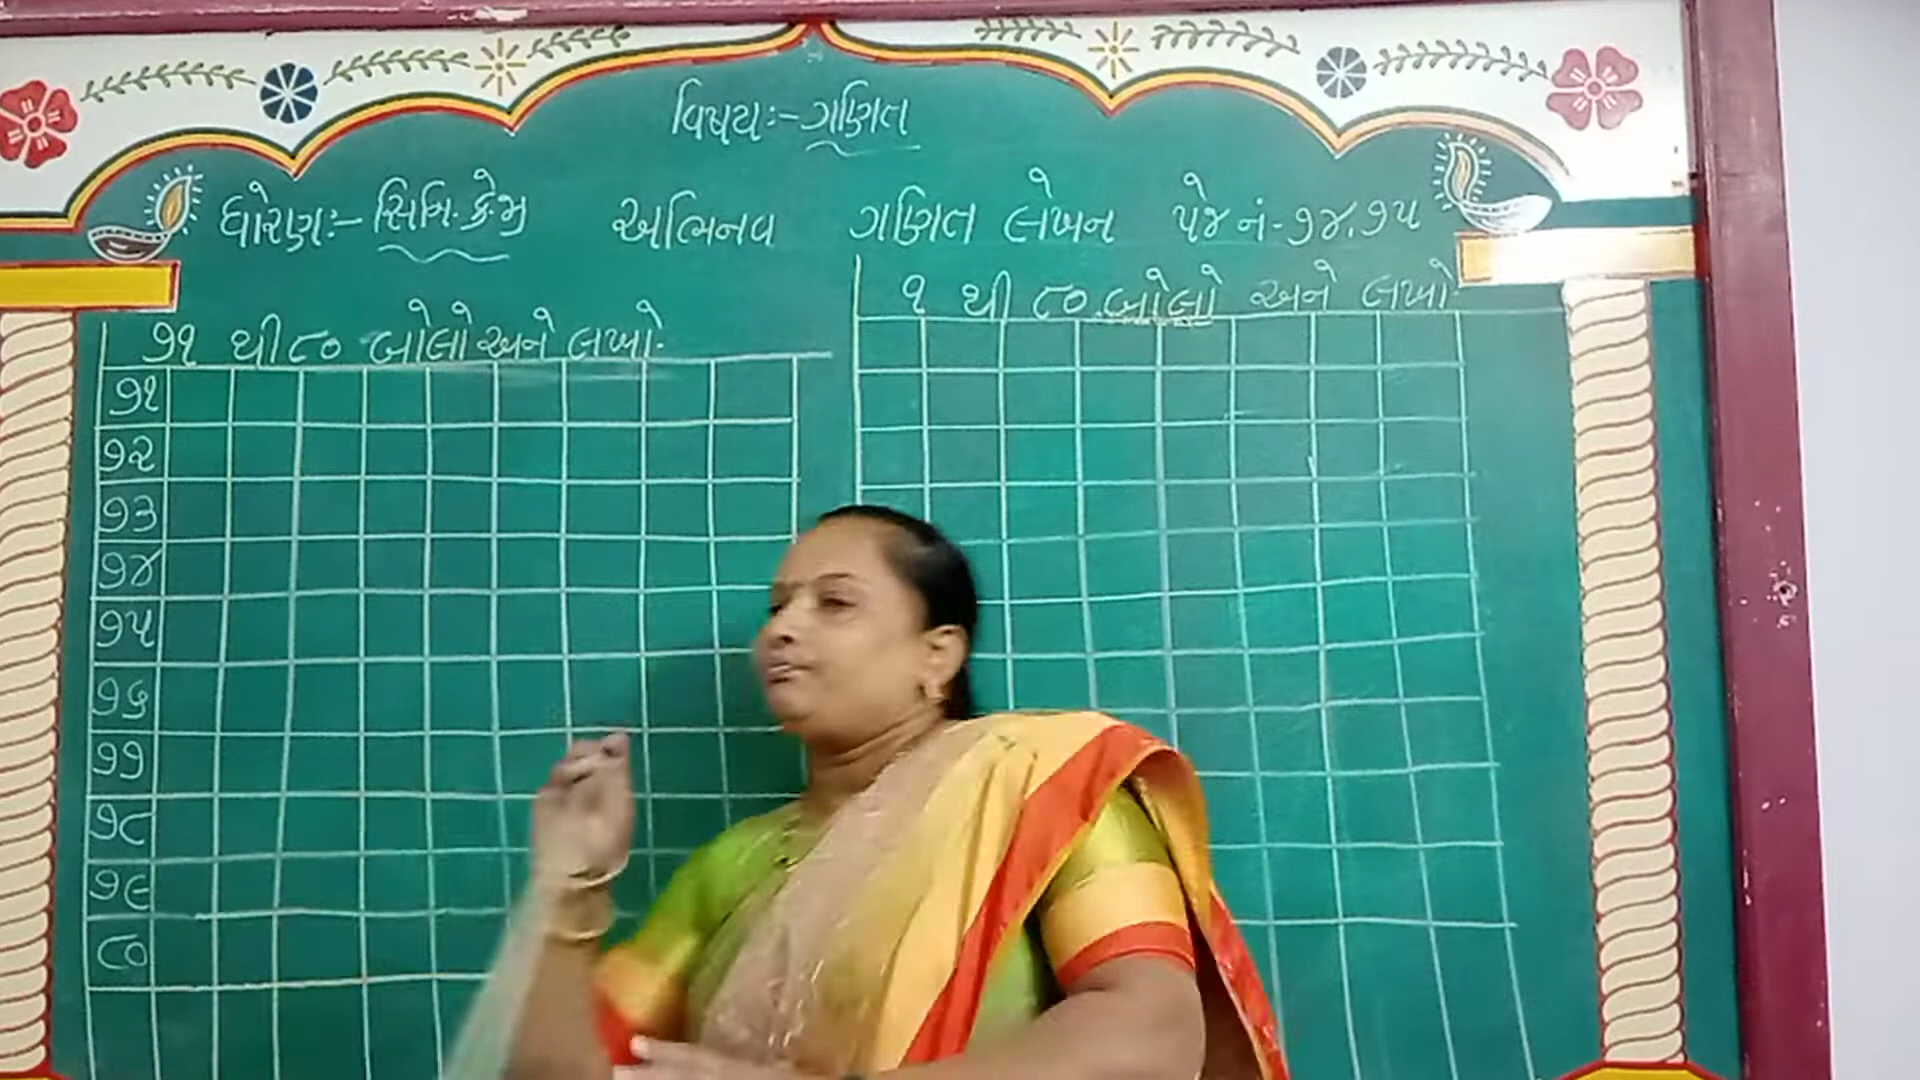 વિષય:- ગણિત
ધોરણ:- સિનિ. કે.જી
અભિનવ ગણિત લેખન પેજ નં-૭૪,૭૫
૭૧ થી ૮૦ બોલો અને લખો.
૭૧
૭૨
૭૩
૭૪
૭૫
૭૬
૭૭
૭૮
૭૯
૮૦
૧ થી ૮૦ બોલો અને લખો.